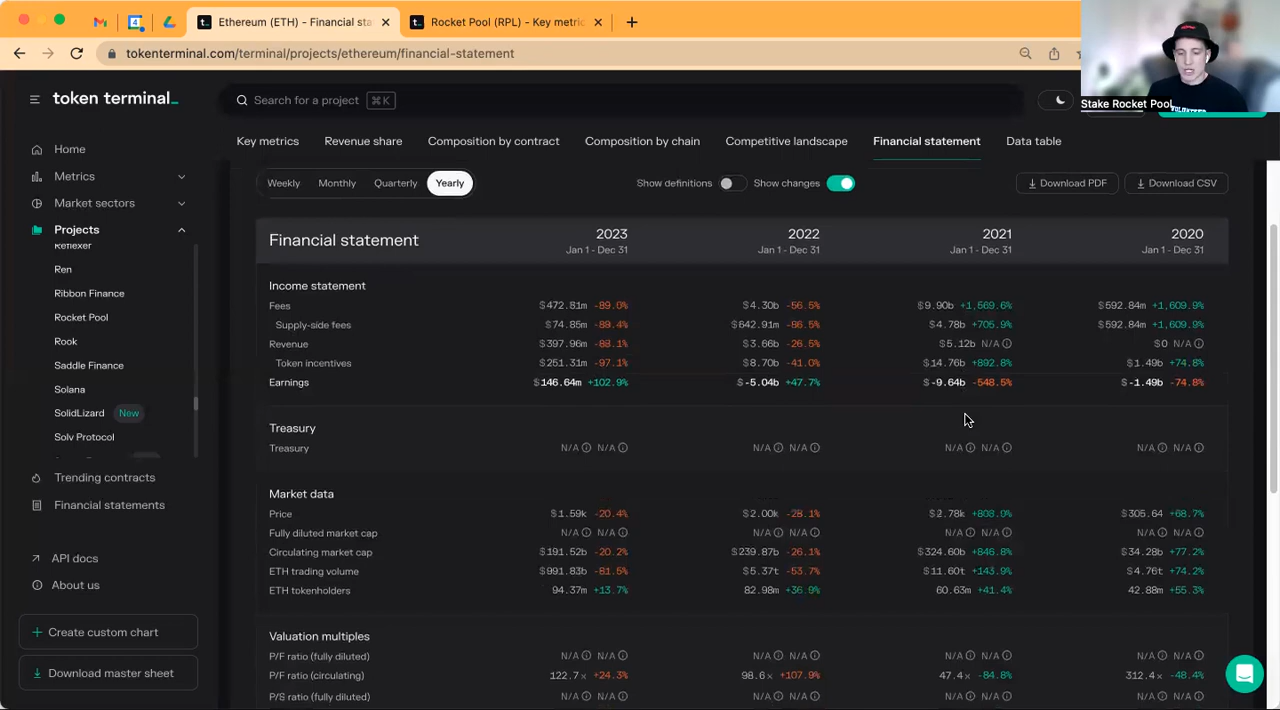 Ethereum (ETH) - Financial sta
Rocket Pool (RPL) - Key metric
tokenterminal.com/terminal/projects/ethereum/financial-statement
Stake Rocket Pool
token terminal_
Search for a project ⌘K
Key metrics Revenue share Composition by contract Composition by chain Competitive landscape Financial statement Data table
Home
Metrics
Market sectors
Projects
Ren
Ribbon Finance
Rocket Pool
Rook
Saddle Finance
Solana
SolidLizard New
Solv Protocol
Trending contracts
Financial statements
API docs
About us
Create custom chart
Download master sheet
Weekly Monthly Quarterly Yearly
Show definitions Show changes Download PDF Download CSV
Financial statement 2023 2022 2021 2020
Jan 1 - Dec 31 Jan 1 - Dec 31 Jan 1 - Dec 31 Jan 1 - Dec 31
Income statement
Fees $472.81m -89.0% $4.30b -56.5% $9.90b +1,569.6% $592.84m +1,609.9%
Supply-side fees $74.85m -88.4% $642.91m -86.5% $4.78b +705.9% $592.84m +1,609.9%
Revenue $397.96m -88.1% $3.66b -26.5% $5.12b N/A $0 N/A
Token incentives $251.31m -97.1% $8.70b -41.0% $14.76b +892.8% $1.49b +74.8%
Earnings $146.64m +102.9% $-5.04b +47.7% $-9.64b -548.5% $-1.49b -74.8%
Treasury
Treasury N/A N/A N/A N/A N/A N/A N/A N/A
Market data
Price $1.59k -20.4% $2.00k -28.1% $2.78k +808.9% $305.64 +68.7%
Fully diluted market cap N/A N/A N/A N/A N/A N/A N/A N/A
Circulating market cap $191.52b -20.2% $239.87b -26.1% $324.60b +846.8% $34.28b +77.2%
ETH trading volume $991.83b -81.5% $5.37t -53.7% $11.60t +143.9% $4.76t +74.2%
ETH tokenholders 94.37m +13.7% 82.98m +36.9% 60.63m +41.4% 42.88m +55.3%
Valuation multiples
P/F ratio (fully diluted) N/A N/A N/A N/A N/A N/A N/A N/A
P/F ratio (circulating) 122.7x +24.3% 98.6x +107.9% 47.4x -84.8% 312.4x -48.4%
P/S ratio (fully diluted) N/A N/A N/A N/A N/A N/A N/A N/A